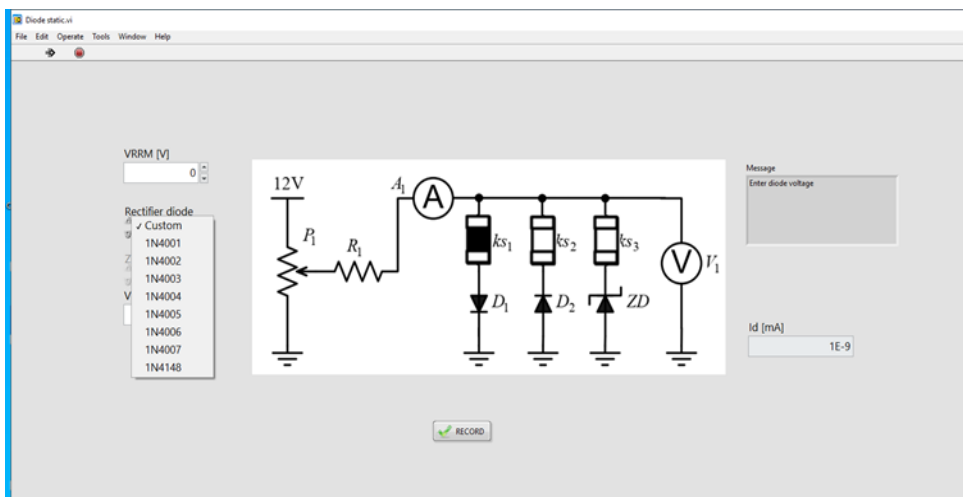 Diode static.vi
File Edit Operate Tools Window Help
VRRM [V]
0
Rectifier diode
✓ Custom
1N4001
1N4002
1N4003
1N4004
1N4005
1N4006
1N4007
1N4148
12V
P1
R1
A1
A
ks1
ks2
ks3
D1
D2
ZD
V
V1
Message
Enter diode voltage
Id [mA]
1E-9
RECORD